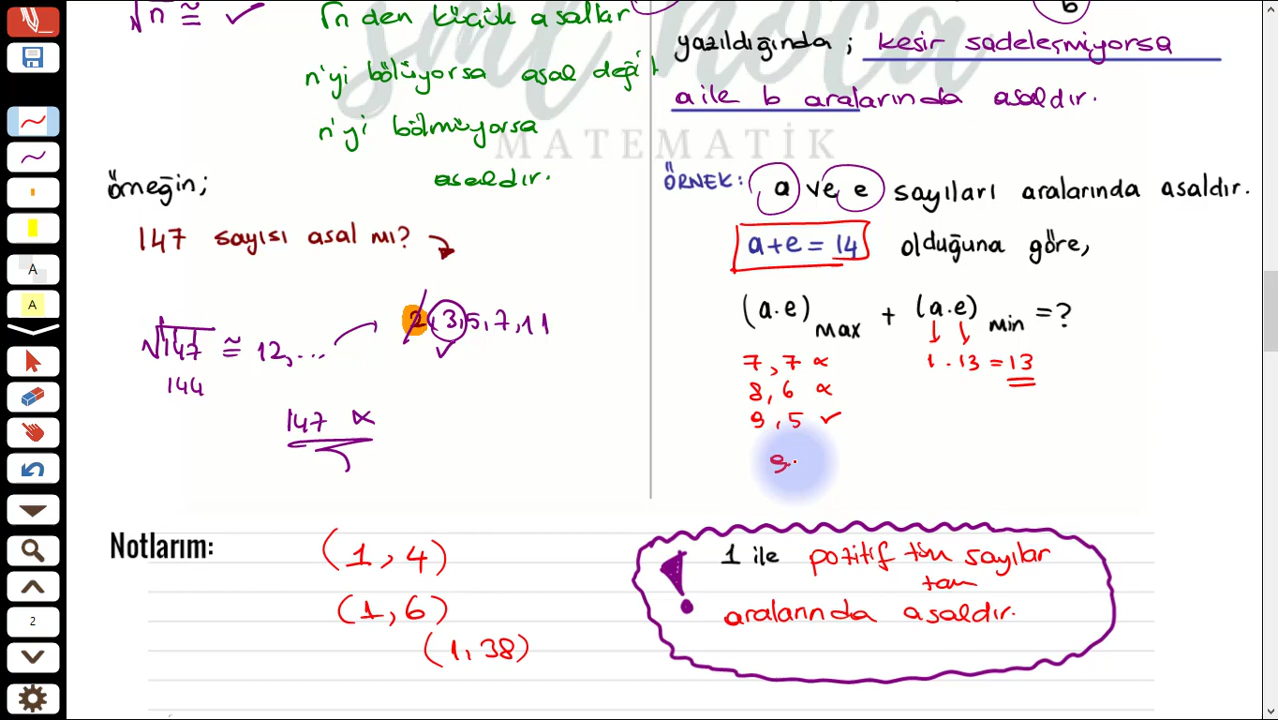 √n ≅ ✓
√n den küçük asallar
n'yi bölüyorsa asal değil
n'yi bölmüyorsa
asaldır.
örneğin;
147 sayısı asal mı?
√147 ≅ 12,...
144
2, 3, 5, 7, 11
✓
147 ×
b
yazıldığında ; kesir sadeleşmiyorsa
a ile b aralarında asaldır.
MATEMATİK
ÖRNEK: a ve e sayıları aralarında asaldır.
a+e = 14 olduğuna göre,
(a.e) max + (a.e) min = ?
7, 7 ×
8, 6 ×
9, 5 ✓
9.
1 . 13 = 13
Notlarım:
(1, 4)
(1, 6)
(1, 38)
! 1 ile pozitif tüm sayılar
tam
aralarında asaldır.
A
A
2